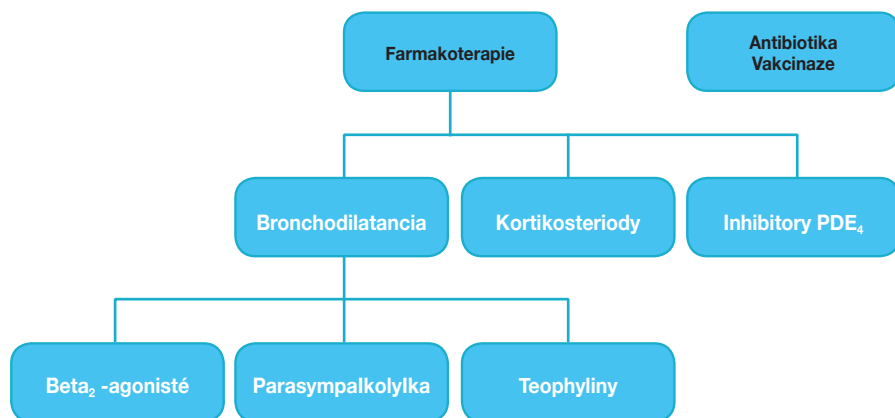 Farmakoterapie
Antibiotika
Vakcinaze
Bronchodilatancia
Kortikosteriody
Inhibitory PDE₄
Beta₂ -agonisté
Parasympalkolylka
Teophyliny